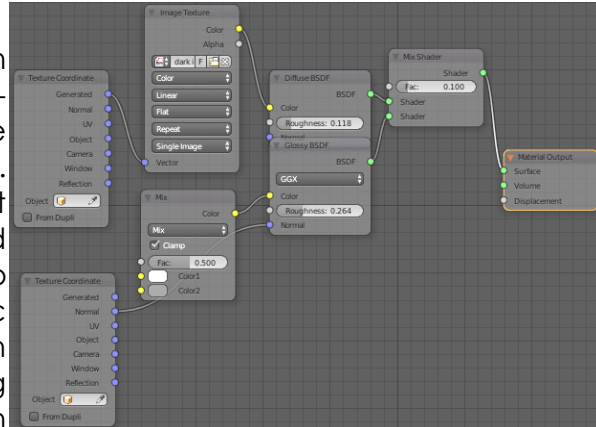 Image Texture
Color
Alpha
dark i F
Color
Linear
Flat
Repeat
Single Image
Vector
Texture Coordinate
Generated
Normal
UV
Object
Camera
Window
Reflection
Object:
From Dupli
Diffuse BSDF
BSDF
Color
Roughness: 0.118
Normal
Glossy BSDF
BSDF
GGX
Color
Roughness: 0.264
Normal
Mix Shader
Shader
Fac: 0.100
Shader
Shader
Material Output
Surface
Volume
Displacement
Mix
Color
Mix
Clamp
Fac: 0.500
Color1
Color2
Texture Coordinate
Generated
Normal
UV
Object
Camera
Window
Reflection
Object:
From Dupli